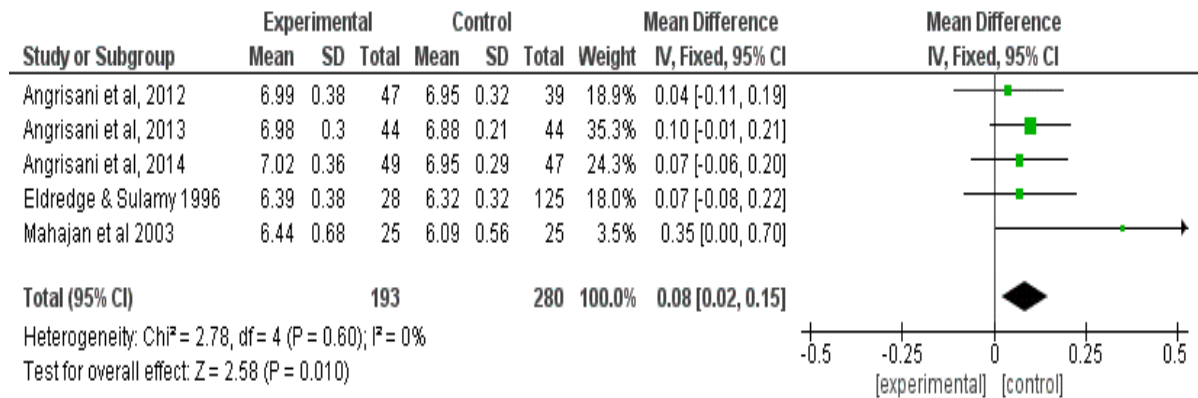 Experimental Control Mean Difference Mean Difference
Study or Subgroup Mean SD Total Mean SD Total Weight IV, Fixed, 95% CI IV, Fixed, 95% CI
Angrisani et al, 2012 6.99 0.38 47 6.95 0.32 39 18.9% 0.04 [-0.11, 0.19]
Angrisani et al, 2013 6.98 0.3 44 6.88 0.21 44 35.3% 0.10 [-0.01, 0.21]
Angrisani et al, 2014 7.02 0.36 49 6.95 0.29 47 24.3% 0.07 [-0.06, 0.20]
Eldredge & Sulamy 1996 6.39 0.38 28 6.32 0.32 125 18.0% 0.07 [-0.08, 0.22]
Mahajan et al 2003 6.44 0.68 25 6.09 0.56 25 3.5% 0.35 [0.00, 0.70]
Total (95% CI) 193 280 100.0% 0.08 [0.02, 0.15]
Heterogeneity: Chi² = 2.78, df = 4 (P = 0.60); I² = 0%
Test for overall effect: Z = 2.58 (P = 0.010)
-0.5 -0.25 0 0.25 0.5
[experimental] [control]